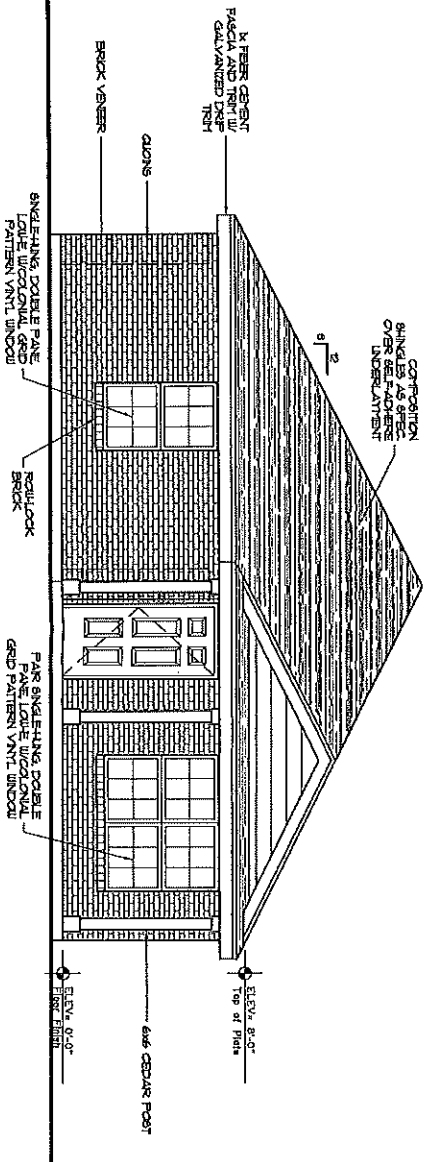 COMPOSITION
SHINGLES AS SPEC.
OVER SELF-ADHERE
UNDERLAYMENT
12
6
1x FIBER CEMENT
FASCIA AND TRIM W/
GALVANIZED DRIP
TRIM
QUOINS
BRICK VENEER
SINGLE-HUNG, DOUBLE PANE,
LOW-E W/COLONIAL GRID
PATTERN VINYL WINDOW
ROWLOCK
BRICK
PAIR SINGLE-HUNG, DOUBLE
PANE, LOW-E W/COLONIAL
GRID PATTERN VINYL WINDOW
6x6 CEDAR POST
ELEV= 8'-0"
Top of Plate
ELEV= 0'-0"
Floor Finish